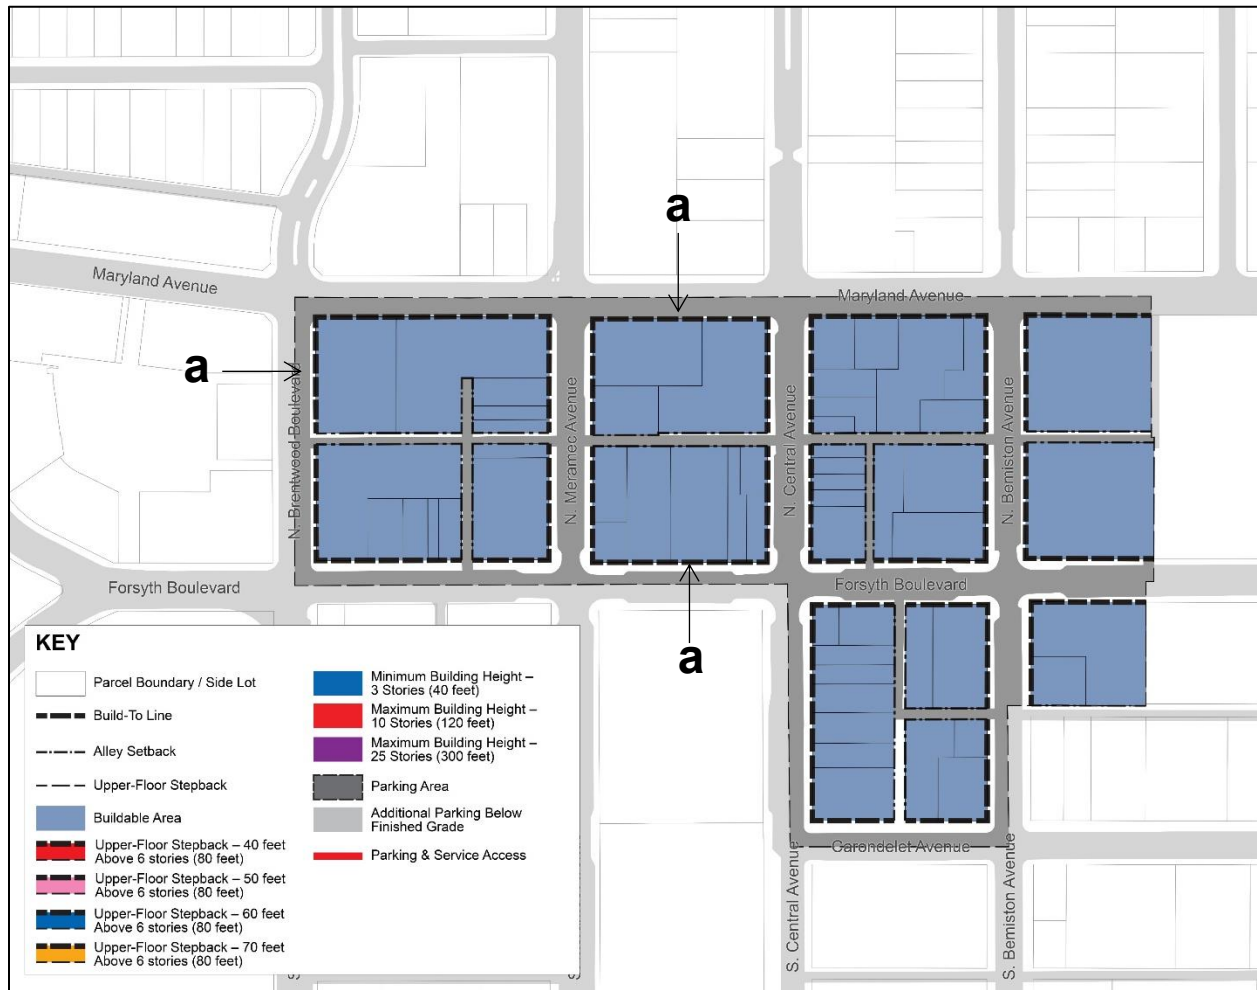 a
Maryland Avenue
Maryland Avenue
a
N. Brentwood Boulevard
N. Meramec Avenue
N. Central Avenue
N. Bemiston Avenue
Forsyth Boulevard
Forsyth Boulevard
a
KEY
Parcel Boundary / Side Lot
Build-To Line
Alley Setback
Upper-Floor Stepback
Buildable Area
Upper-Floor Stepback – 40 feet
Above 6 stories (80 feet)
Upper-Floor Stepback – 50 feet
Above 6 stories (80 feet)
Upper-Floor Stepback – 60 feet
Above 6 stories (80 feet)
Upper-Floor Stepback – 70 feet
Above 6 stories (80 feet)
Minimum Building Height –
3 Stories (40 feet)
Maximum Building Height –
10 Stories (120 feet)
Maximum Building Height –
25 Stories (300 feet)
Parking Area
Additional Parking Below
Finished Grade
Parking & Service Access
Carondelet Avenue
S. Central Avenue
S. Bemiston Avenue